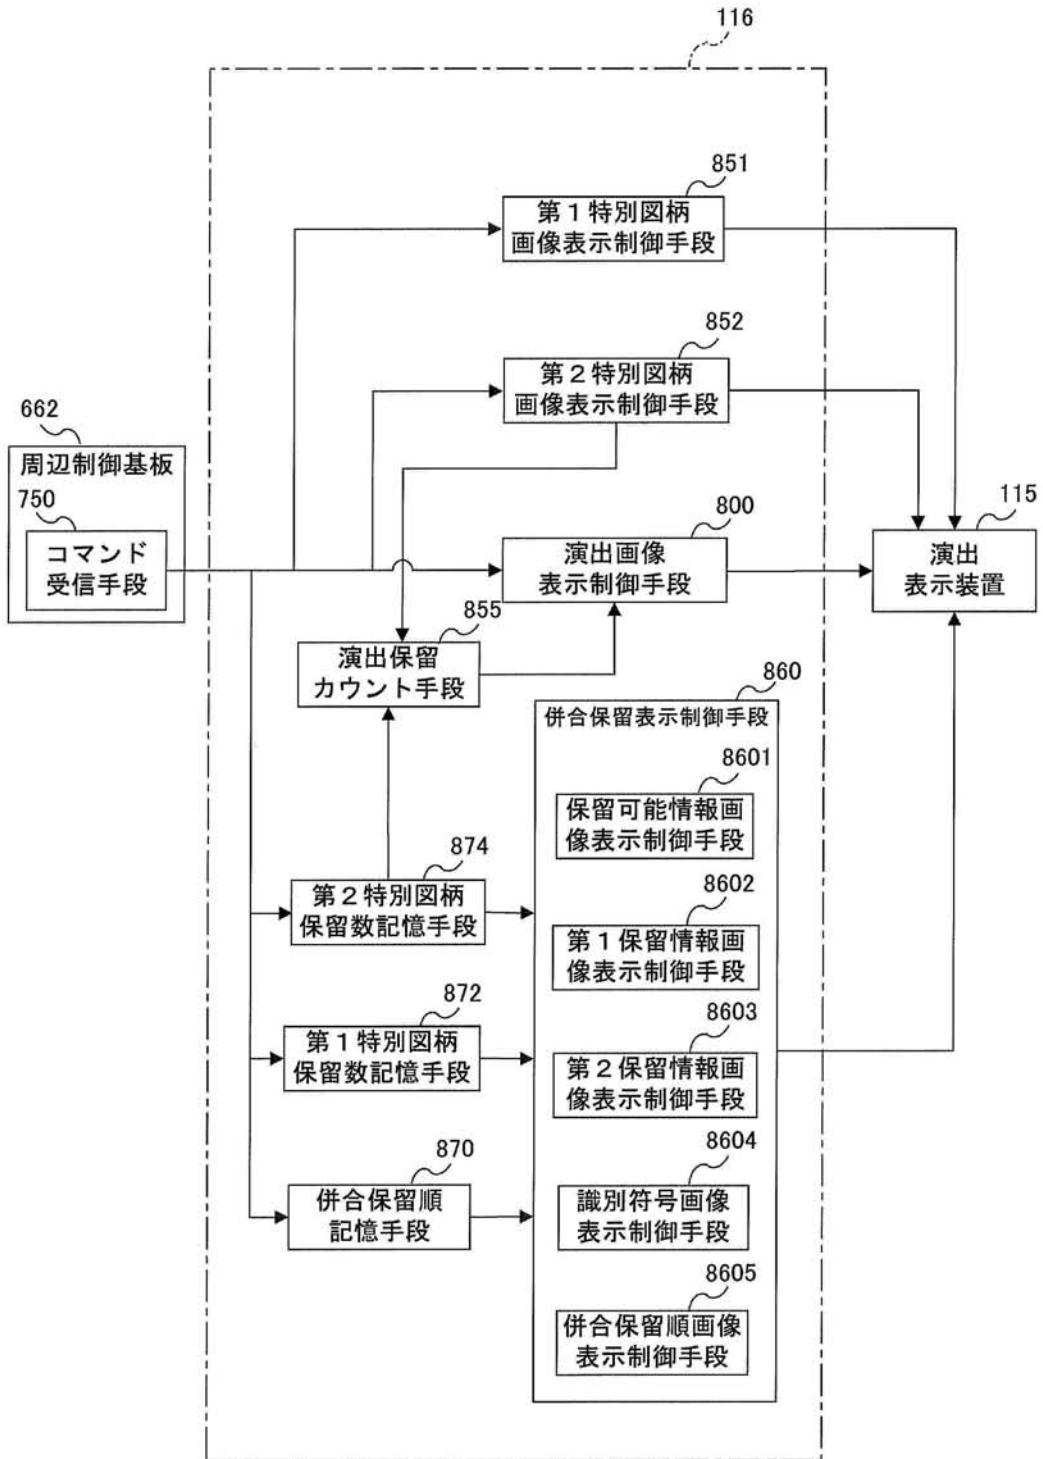 116
851
第１特別図柄
画像表示制御手段
852
第２特別図柄
画像表示制御手段
662
周辺制御基板
750
コマンド
受信手段
800
演出画像
表示制御手段
115
演出
表示装置
855
演出保留
カウント手段
860
併合保留表示制御手段
8601
保留可能情報画
像表示制御手段
874
第２特別図柄
保留数記憶手段
8602
第１保留情報画
像表示制御手段
872
第１特別図柄
保留数記憶手段
8603
第２保留情報画
像表示制御手段
870
併合保留順
記憶手段
8604
識別符号画像
表示制御手段
8605
併合保留順画像
表示制御手段